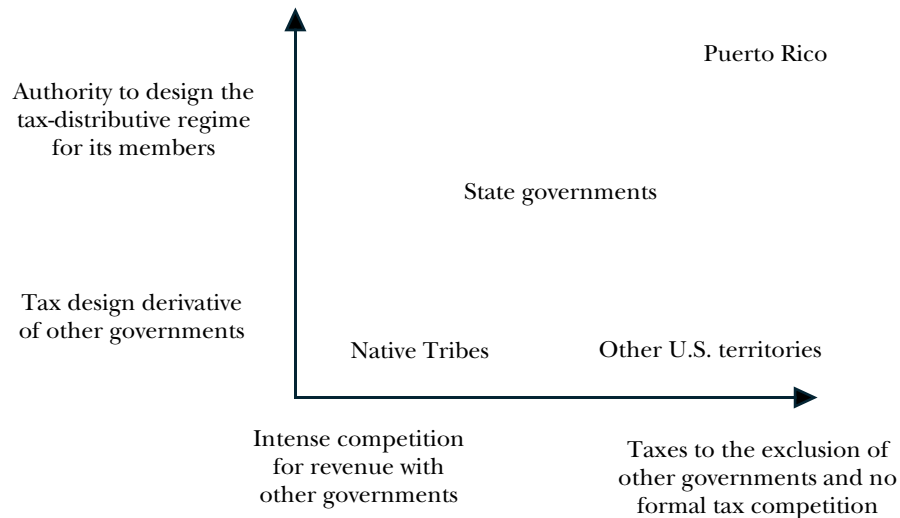 Puerto Rico
Authority to design the
tax-distributive regime
for its members
State governments
Tax design derivative
of other governments
Native Tribes
Other U.S. territories
Intense competition
for revenue with
other governments
Taxes to the exclusion of
other governments and no
formal tax competition